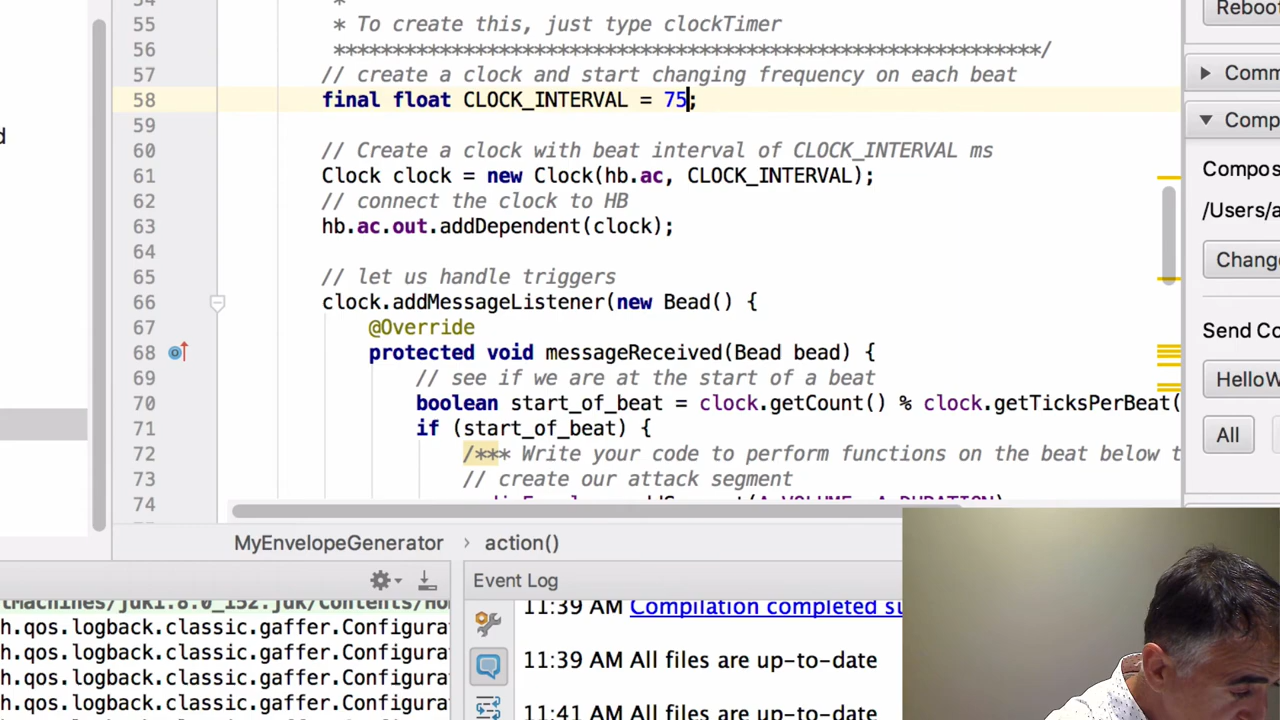 54
*
55
* To create this, just type clockTimer
56
************************************************************/
57
// create a clock and start changing frequency on each beat
58
final float CLOCK_INTERVAL = 75;
59
60
// Create a clock with beat interval of CLOCK_INTERVAL ms
61
Clock clock = new Clock(hb.ac, CLOCK_INTERVAL);
62
// connect the clock to HB
63
hb.ac.out.addDependent(clock);
64
65
// let us handle triggers
66
clock.addMessageListener(new Bead() {
67
@Override
68
protected void messageReceived(Bead bead) {
69
// see if we are at the start of a beat
70
boolean start_of_beat = clock.getCount() % clock.getTicksPerBeat(
71
if (start_of_beat) {
72
/*** Write your code to perform functions on the beat below t
73
// create our attack segment
74
MyEnvelopeGenerator › action()
Event Log
h.qos.logback.classic.gaffer.Configura
h.qos.logback.classic.gaffer.Configura
h.qos.logback.classic.gaffer.Configura
h.qos.logback.classic.gaffer.Configura
11:39 AM Compilation completed su
11:39 AM All files are up-to-date
11:41 AM All files are up-to-date
Reboo
Comm
Comp
Compos
/Users/a
Change
Send Co
HelloW
All
d